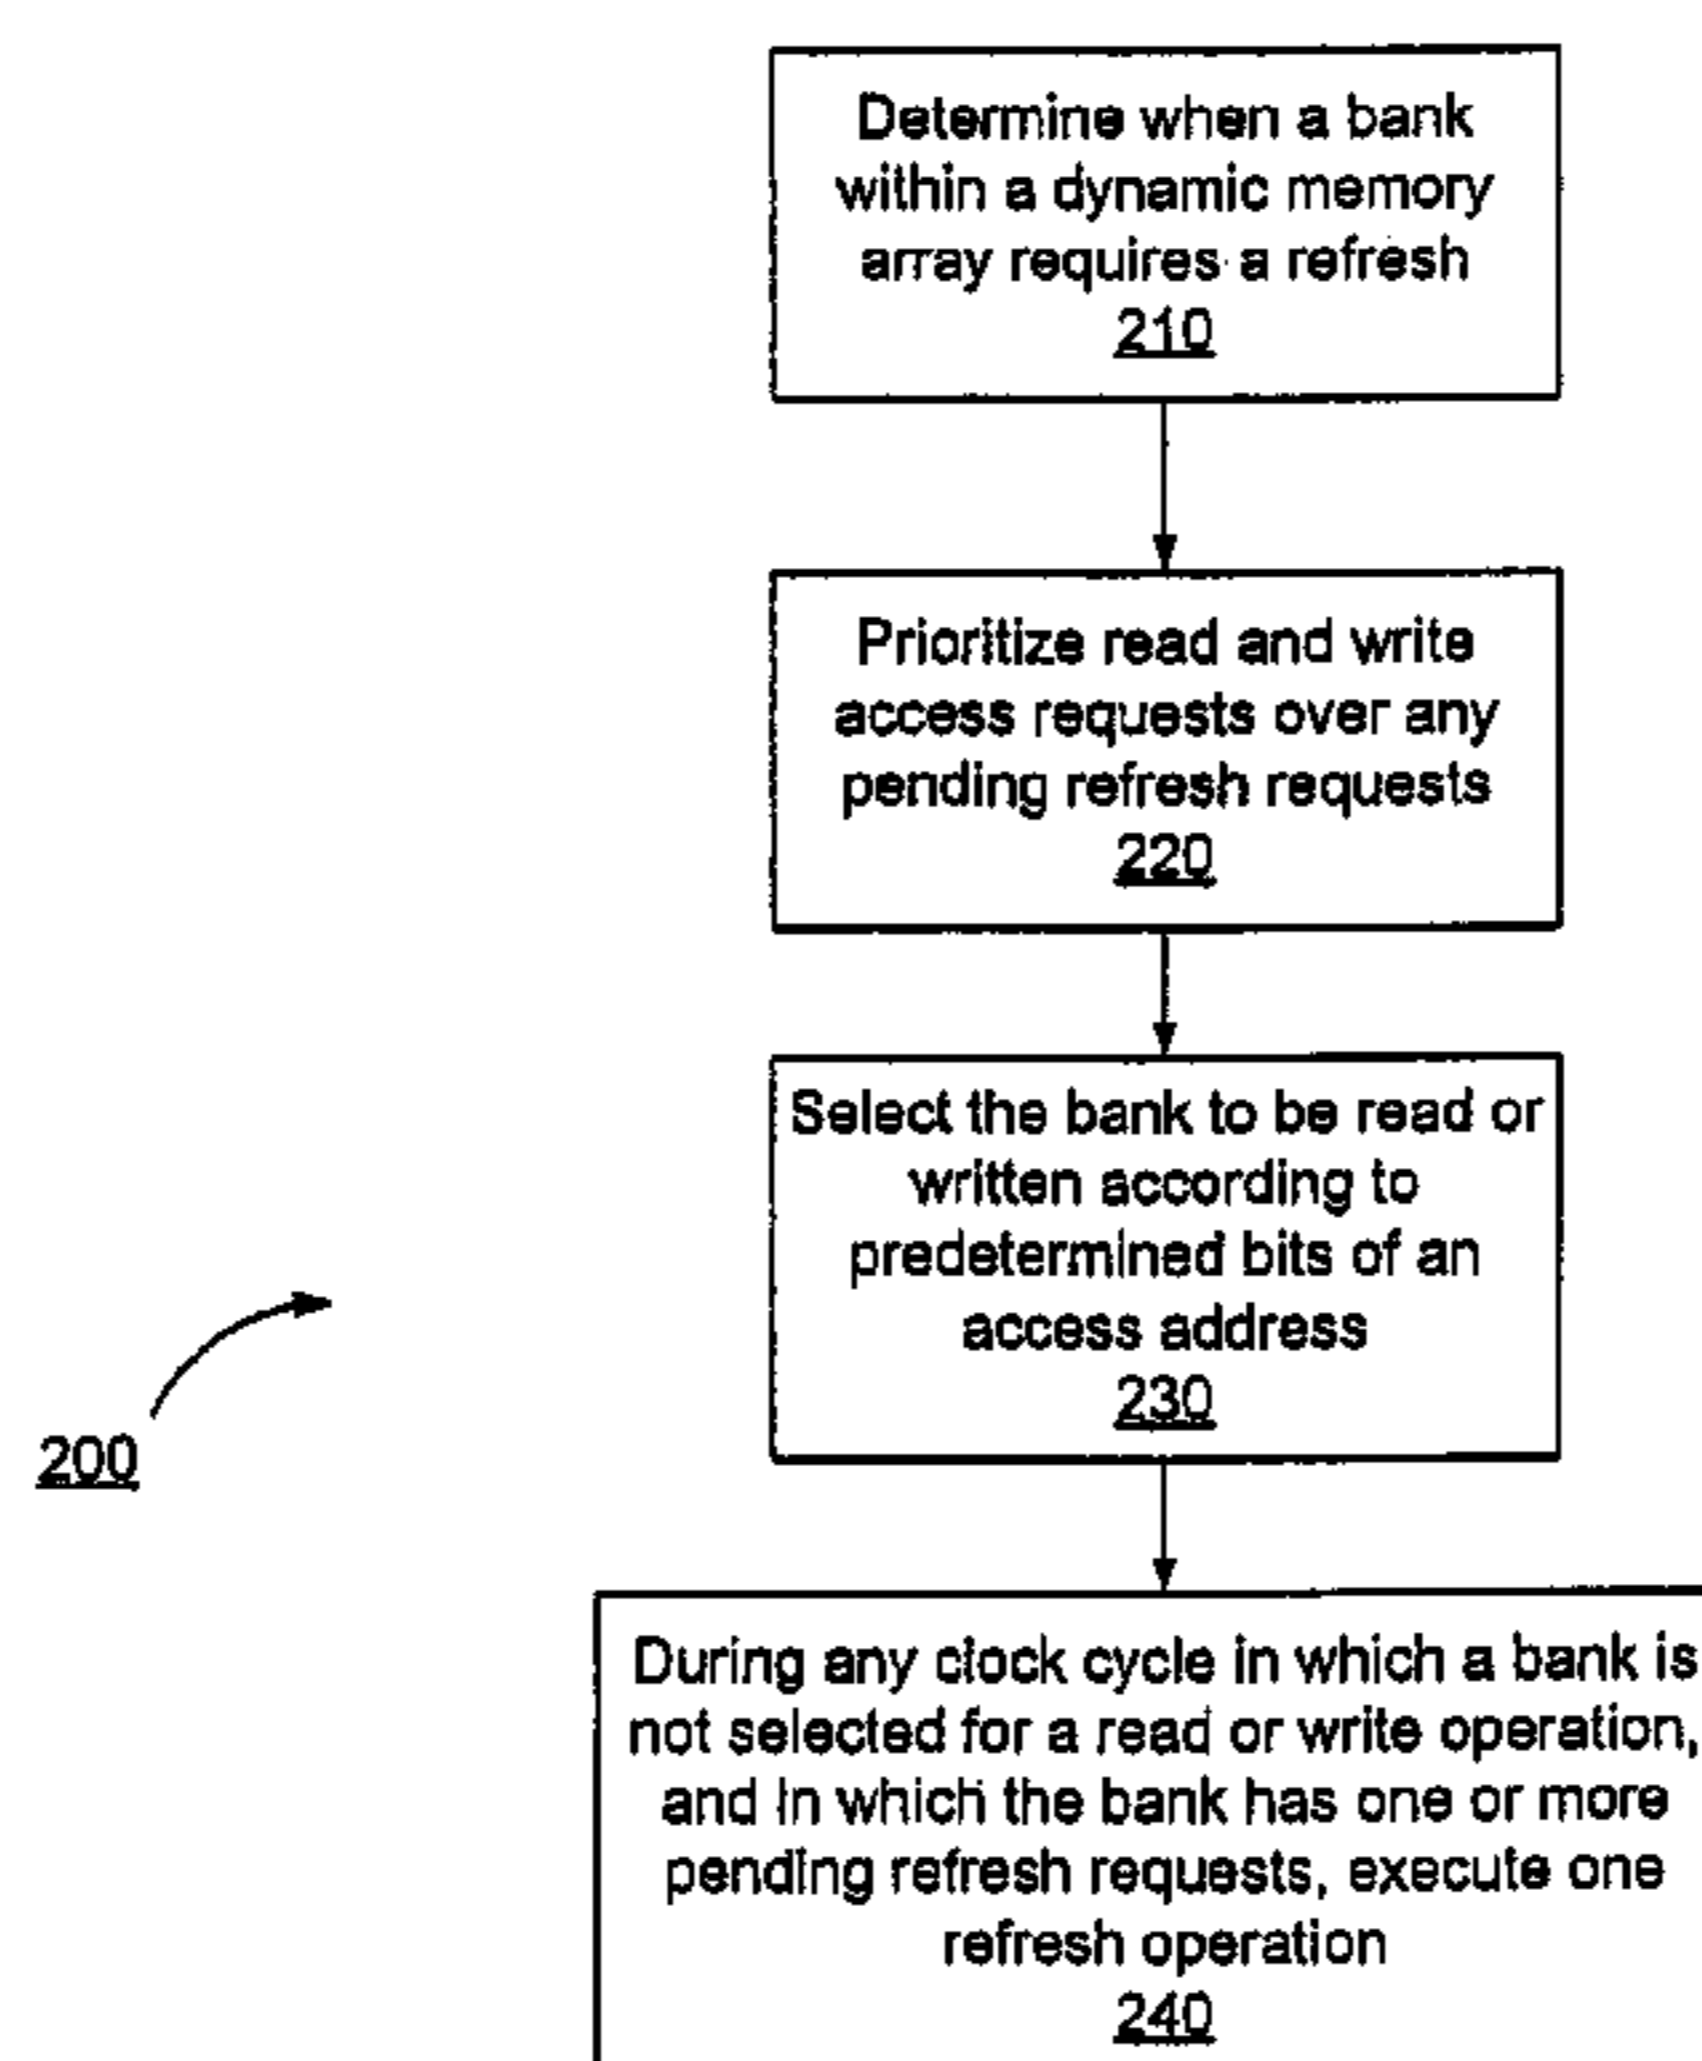 Determine when a bank
within a dynamic memory
array requires a refresh
210
Prioritize read and write
access requests over any
pending refresh requests
220
Select the bank to be read or
written according to
predetermined bits of an
access address
230
200
During any clock cycle in which a bank is
not selected for a read or write operation,
and in which the bank has one or more
pending refresh requests, execute one
refresh operation
240